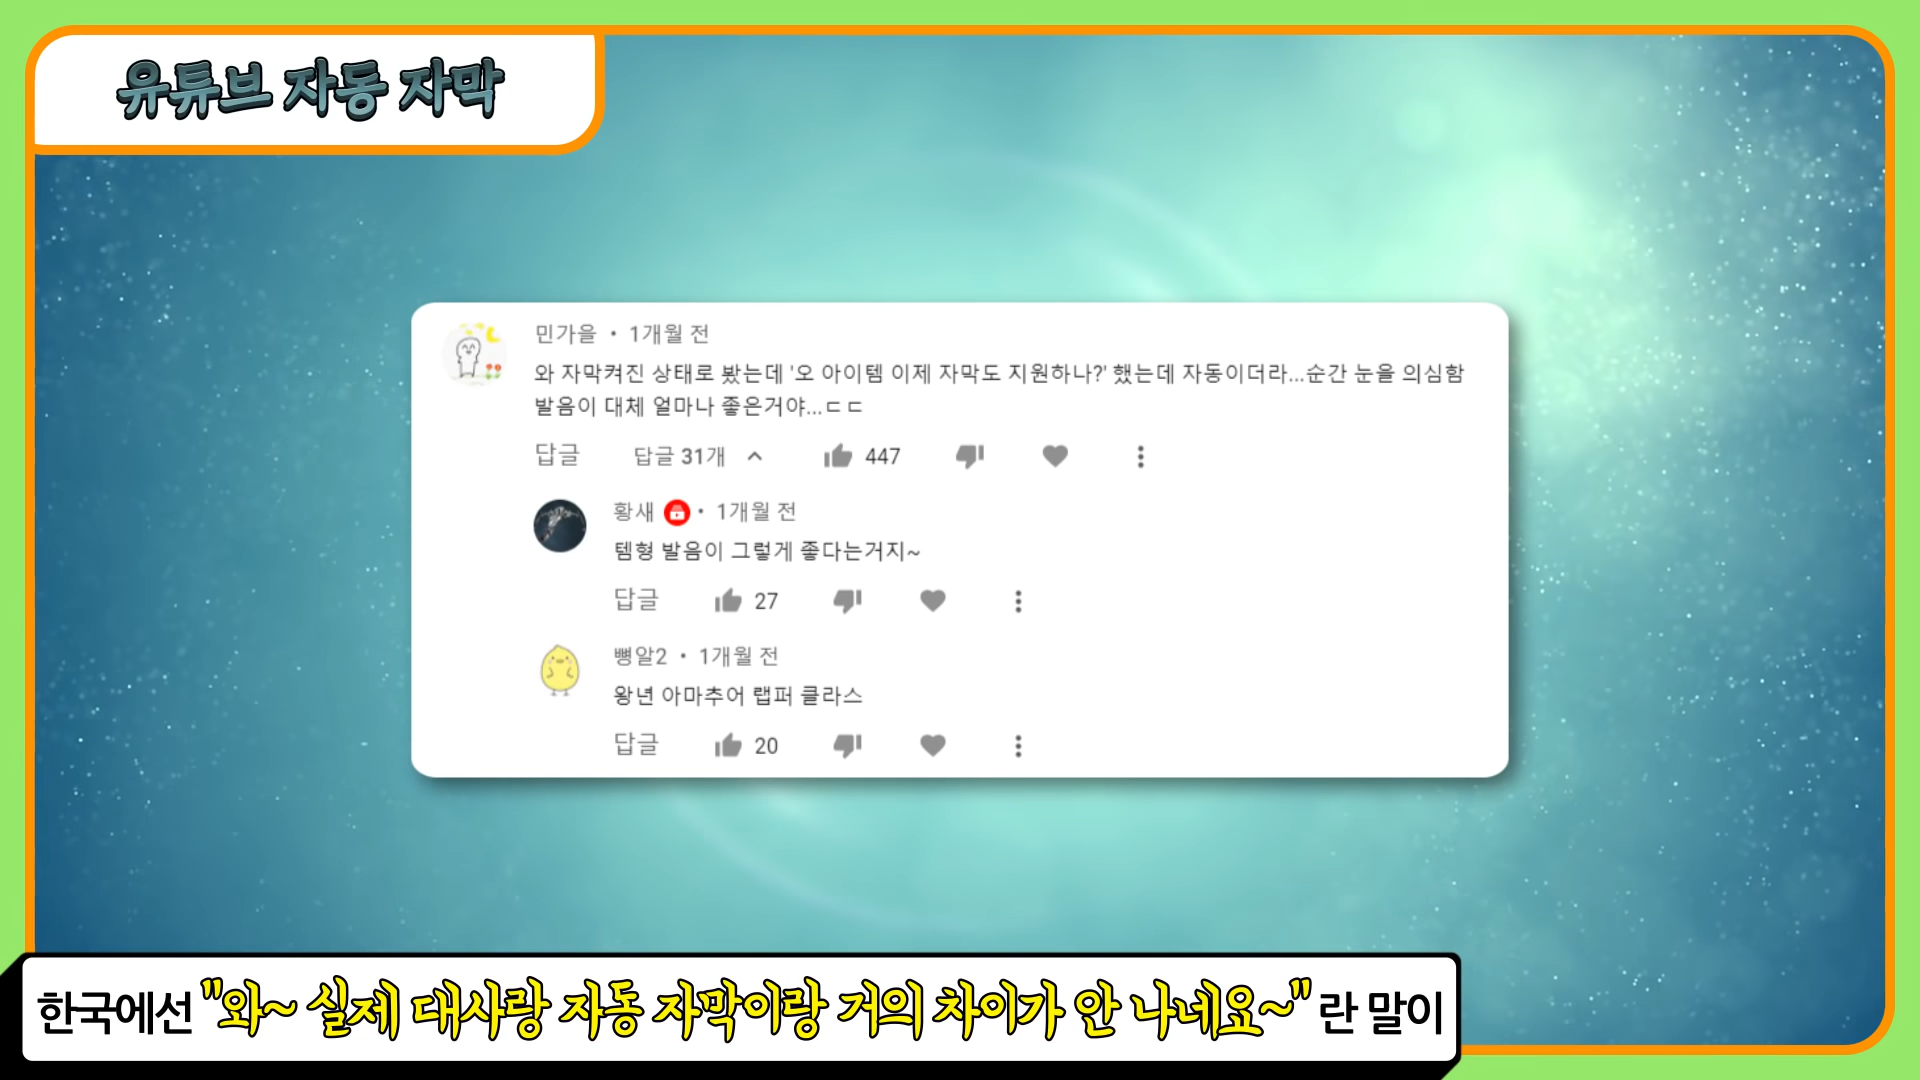 유튜브 자동 자막
민가을 • 1개월 전
와 자막켜진 상태로 봤는데 '오 아이템 이제 자막도 지원하나?' 했는데 자동이더라...순간 눈을 의심함
발음이 대체 얼마나 좋은거야...ㄷㄷ
답글 답글 31개 447
황새 • 1개월 전
템형 발음이 그렇게 좋다는거지~
답글 27
뼝알2 • 1개월 전
왕년 아마추어 랩퍼 클라스
답글 20
한국에선 "와~ 실제 대사랑 자동 자막이랑 거의 차이가 안 나네요~" 란 말이